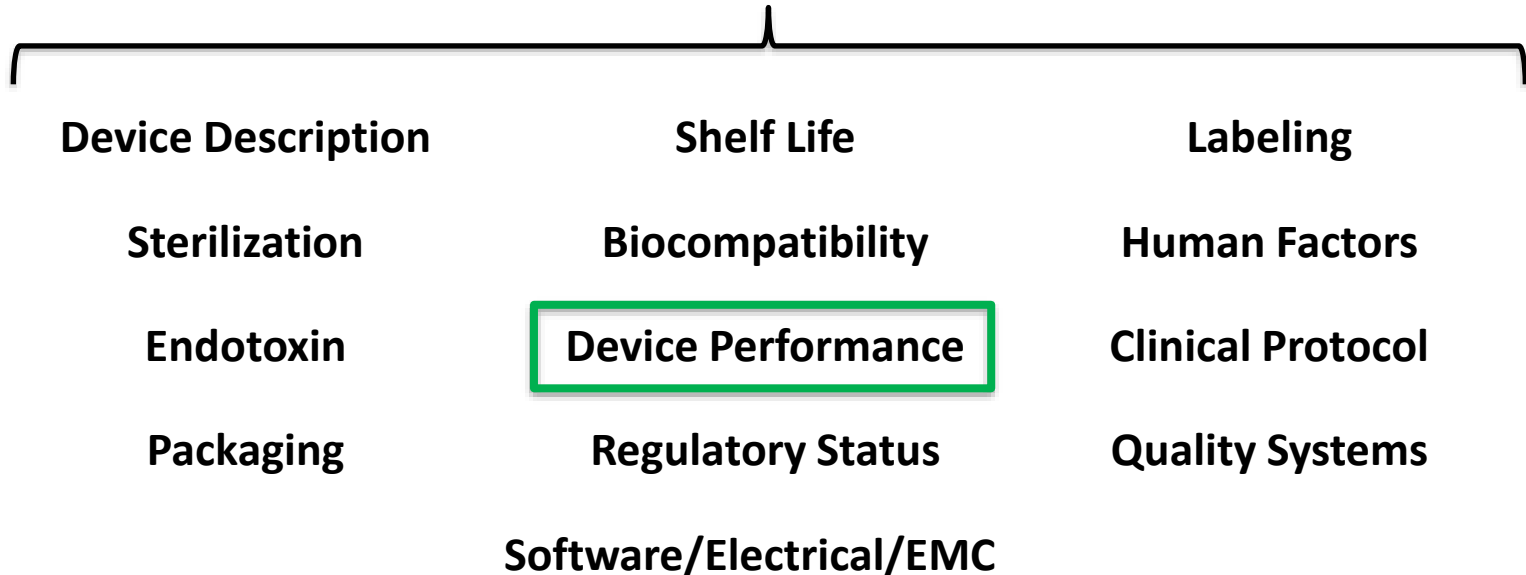 Device Description
Shelf Life
Labeling
Sterilization
Biocompatibility
Human Factors
Endotoxin
Device Performance
Clinical Protocol
Packaging
Regulatory Status
Quality Systems
Software/Electrical/EMC